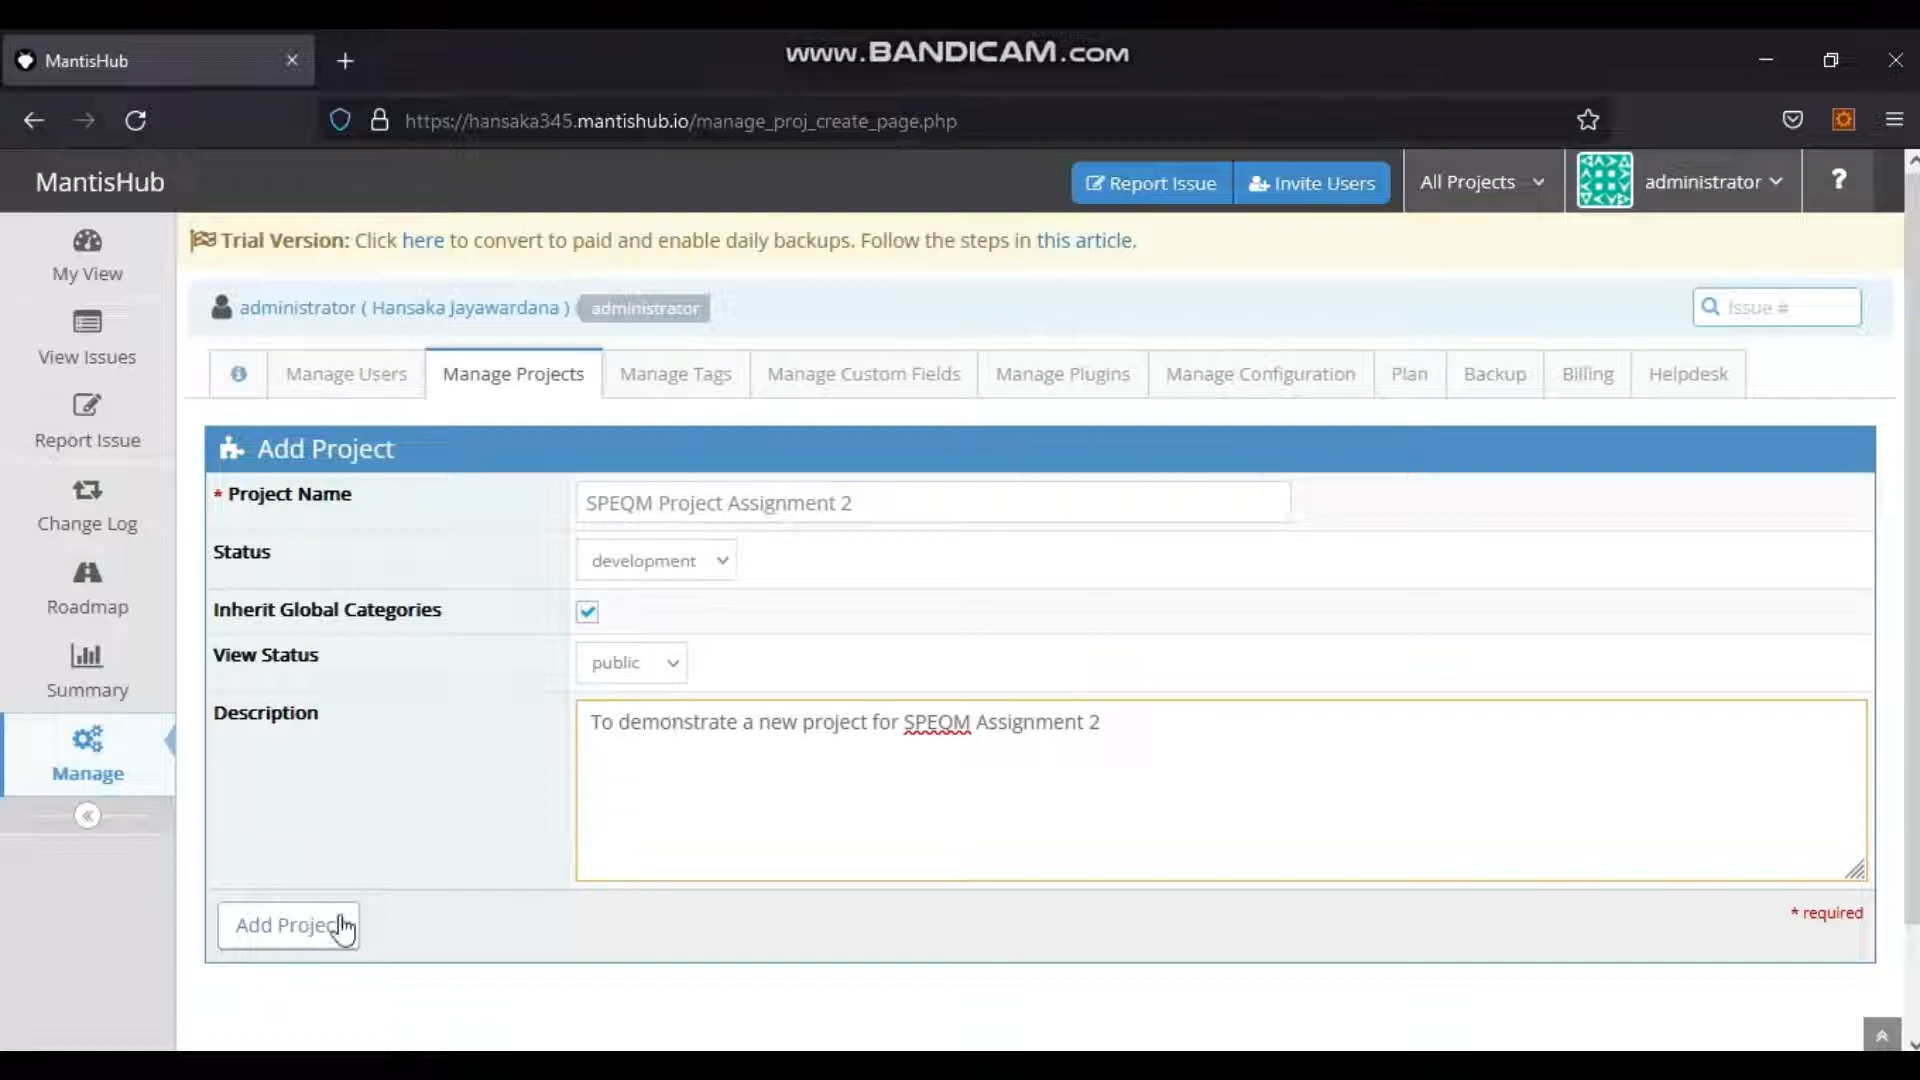 www.BANDICAM.com
MantisHub
https://hansaka345.mantishub.io/manage_proj_create_page.php
MantisHub
Report Issue
Invite Users
All Projects
administrator
?
Trial Version: Click here to convert to paid and enable daily backups. Follow the steps in this article.
My View
View Issues
Report Issue
Change Log
Roadmap
Summary
Manage
administrator ( Hansaka Jayawardana ) administrator
Issue #
Manage Users
Manage Projects
Manage Tags
Manage Custom Fields
Manage Plugins
Manage Configuration
Plan
Backup
Billing
Helpdesk
Add Project
* Project Name
SPEQM Project Assignment 2
Status
development
Inherit Global Categories
View Status
public
Description
To demonstrate a new project for SPEQM Assignment 2
Add Project
* required